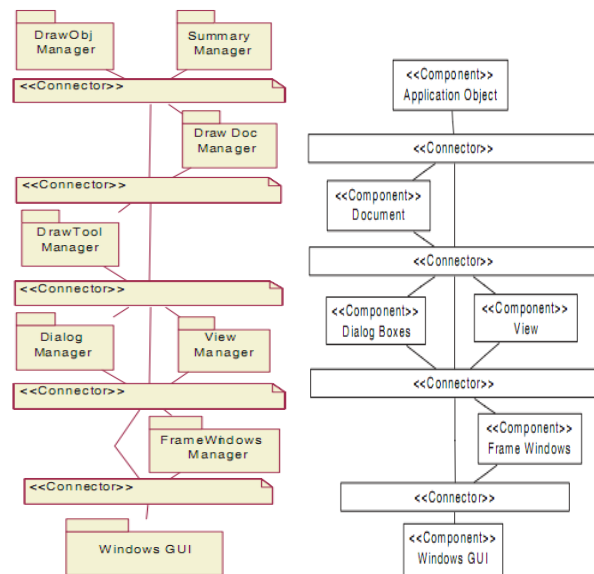 DrawObj
Manager
Summary
Manager
<<Connector>>
Draw Doc
Manager
<<Connector>>
DrawTool
Manager
<<Connector>>
Dialog
Manager
View
Manager
<<Connector>>
FrameWindows
Manager
<<Connector>>
Windows GUI
<<Component>>
Application Object
<<Connector>>
<<Component>>
Document
<<Connector>>
<<Component>>
Dialog Boxes
<<Component>>
View
<<Connector>>
<<Component>>
Frame Windows
<<Connector>>
<<Component>>
Windows GUI